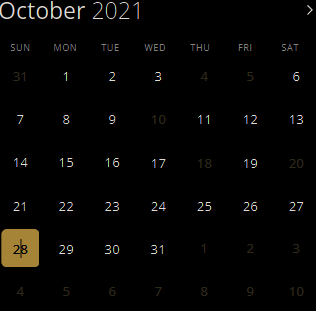 October 2021
SUN MON TUE WED THU FRI SAT
31 1 2 3 4 5 6
7 8 9 10 11 12 13
14 15 16 17 18 19 20
21 22 23 24 25 26 27
28 29 30 31 1 2 3
4 5 6 7 8 9 10